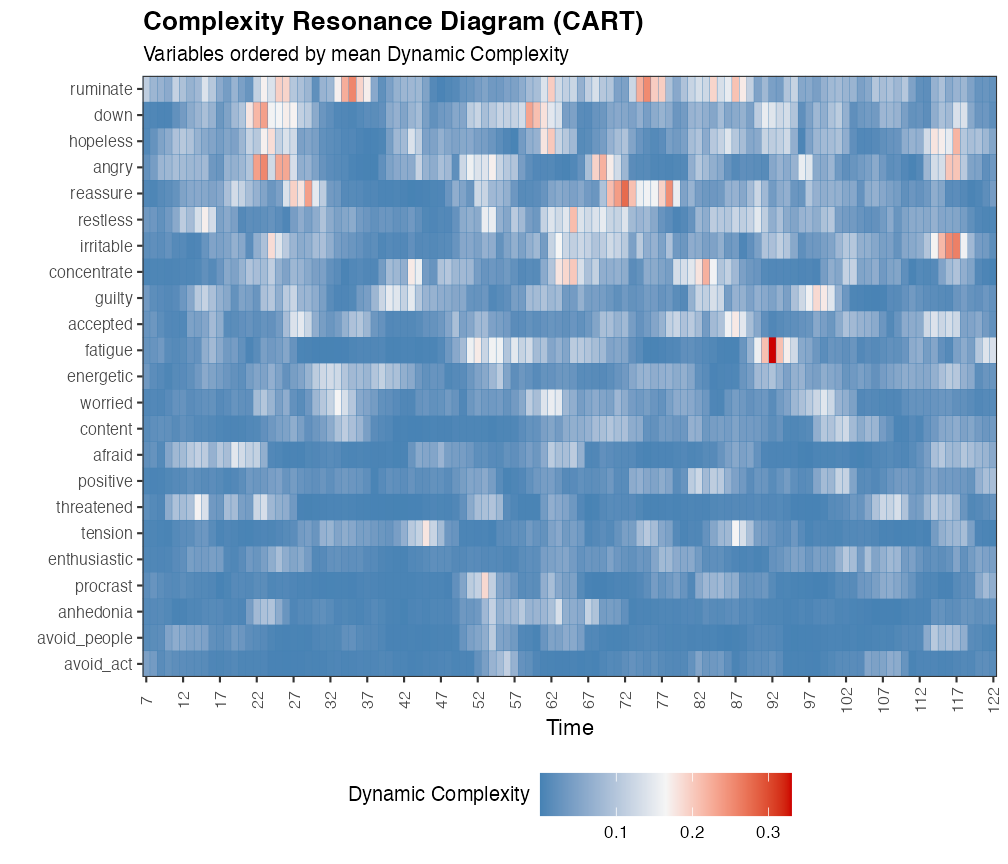 Complexity Resonance Diagram (CART)
Variables ordered by mean Dynamic Complexity
ruminate
down
hopeless
angry
reassure
restless
irritable
concentrate
guilty
accepted
fatigue
energetic
worried
content
afraid
positive
threatened
tension
enthusiastic
procrast
anhedonia
avoid_people
avoid_act
7 12 17 22 27 32 37 42 47 52 57 62 67 72 77 82 87 92 97 102 107 112 117 122
Time
Dynamic Complexity
0.1 0.2 0.3